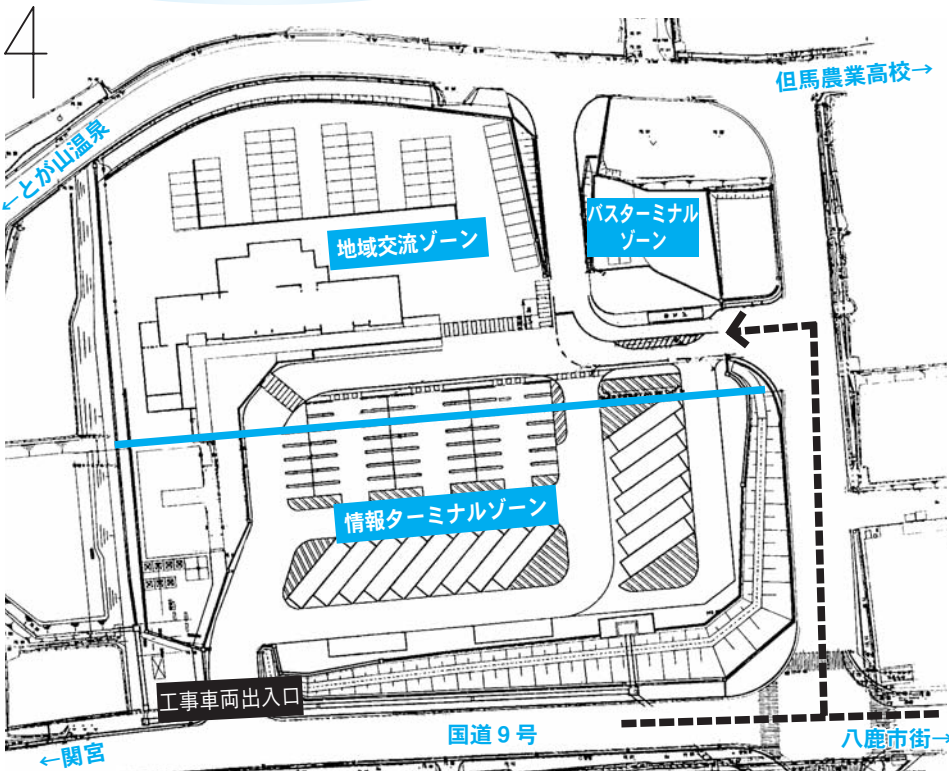 但馬農業高校→
←とが山温泉
バスターミナル
ゾーン
地域交流ゾーン
情報ターミナルゾーン
工事車両出入口
国道9号
八鹿市街→
←関宮